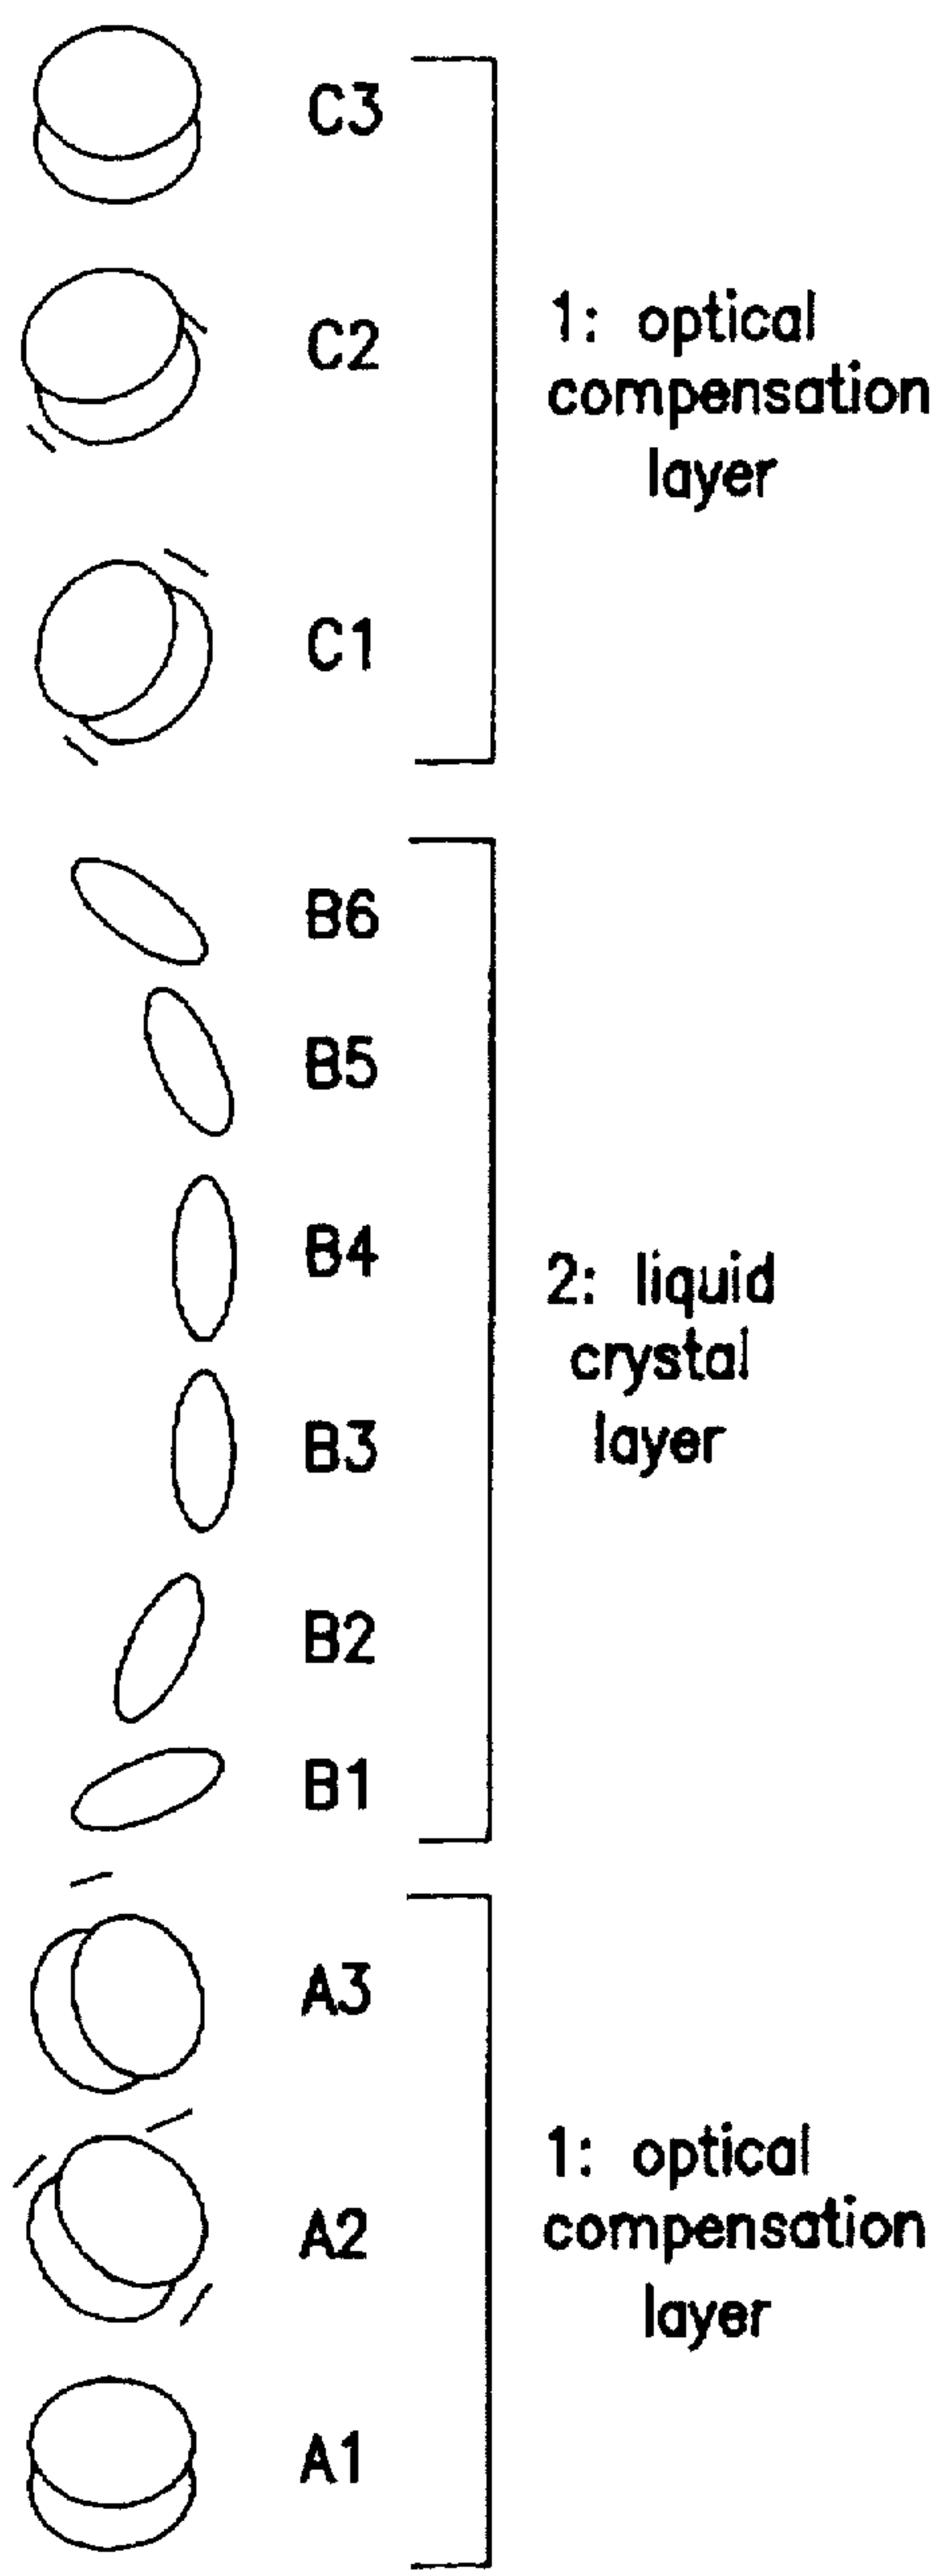 C3
C2
1: optical
compensation
layer
C1
B6
B5
B4
2: liquid
crystal
layer
B3
B2
B1
A3
1: optical
compensation
layer
A2
A1